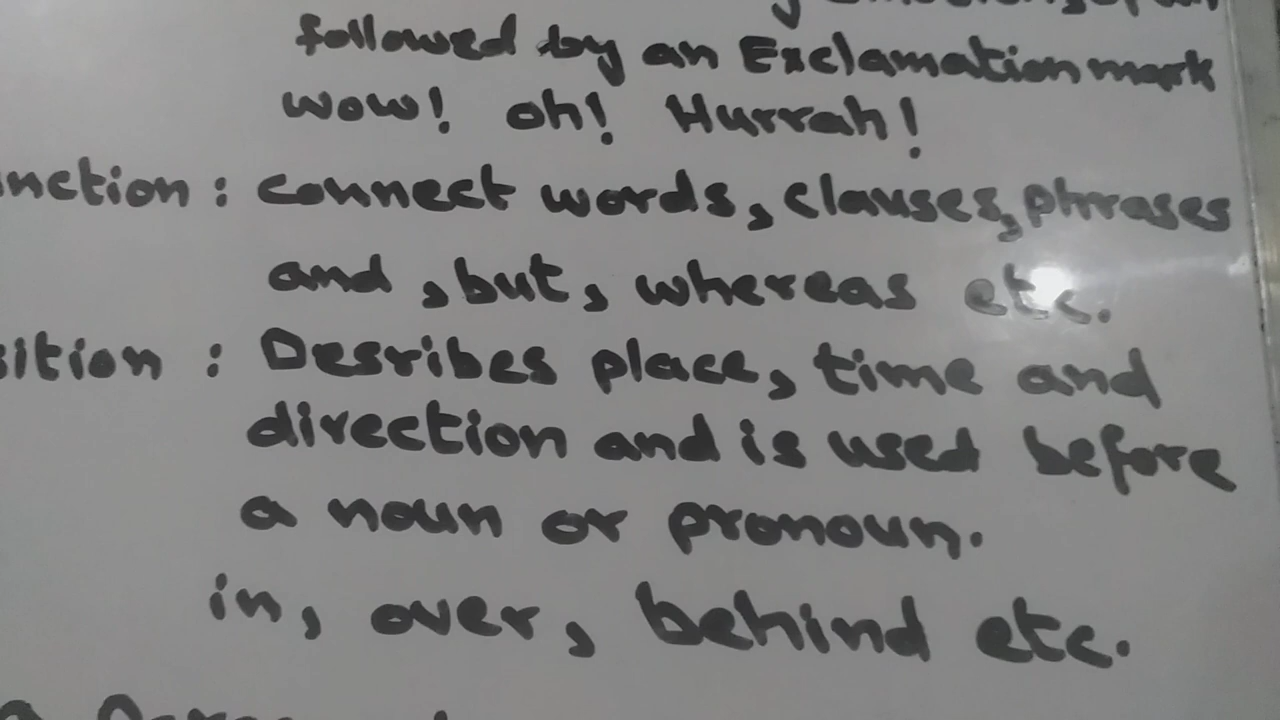 followed by an Exclamation mark
wow! oh! Hurrah!
nction : connect words, clauses, phrases
and, but, whereas etc.
sition : Desribes place, time and
direction and is used before
a noun or pronoun.
in, over, behind etc.